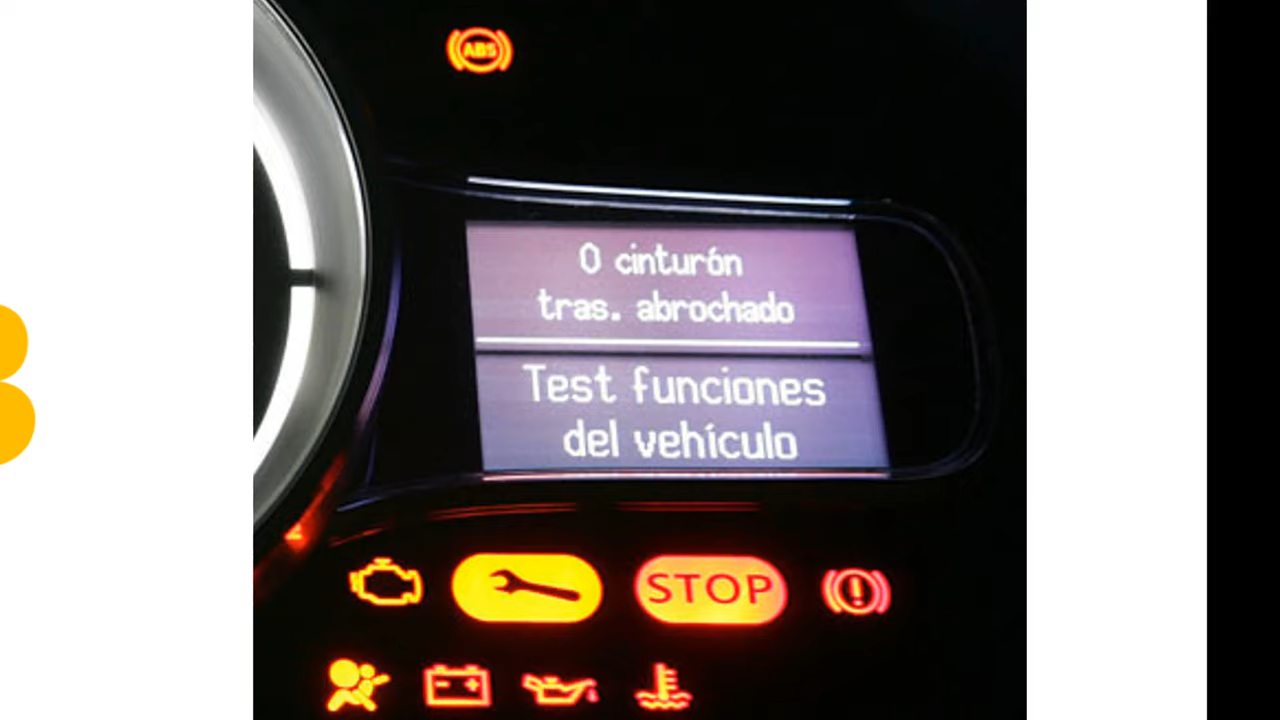 ABS
0 cinturón
tras. abrochado
Test funciones
del vehículo
STOP